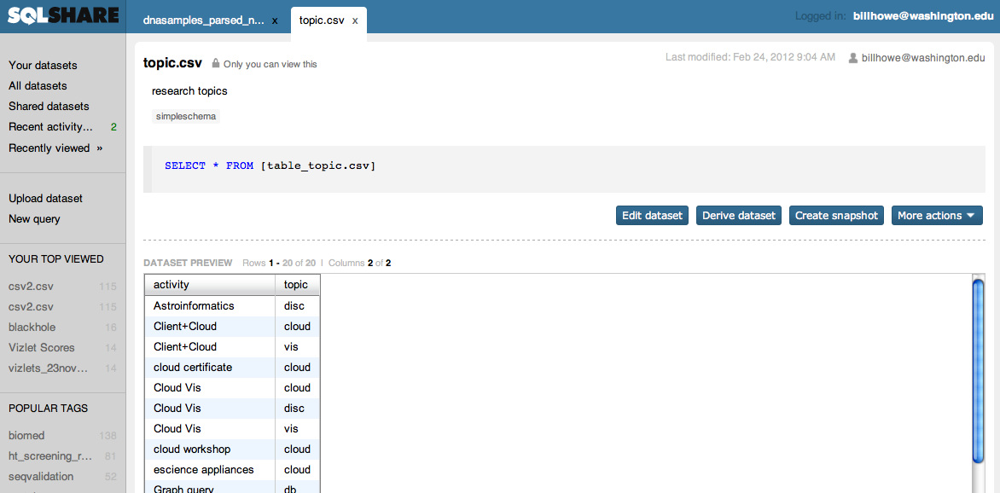 SQLSHARE
dnasamples_parsed_n... x
topic.csv x
Logged in: billhowe@washington.edu
Your datasets
All datasets
Shared datasets
Recent activity... 2
Recently viewed »
Upload dataset
New query
YOUR TOP VIEWED
csv2.csv 115
csv2.csv 115
blackhole 16
Vizlet Scores 14
vizlets_23nov... 14
POPULAR TAGS
biomed 138
ht_screening_r... 81
seqvalidation 52
topic.csv Only you can view this
Last modified: Feb 24, 2012 9:04 AM billhowe@washington.edu
research topics
simpleschema
SELECT * FROM [table_topic.csv]
Edit dataset Derive dataset Create snapshot More actions
DATASET PREVIEW Rows 1 - 20 of 20 | Columns 2 of 2
activity topic
Astroinformatics disc
Client+Cloud cloud
Client+Cloud vis
cloud certificate cloud
Cloud Vis cloud
Cloud Vis disc
Cloud Vis vis
cloud workshop cloud
escience appliances cloud
Graph query db